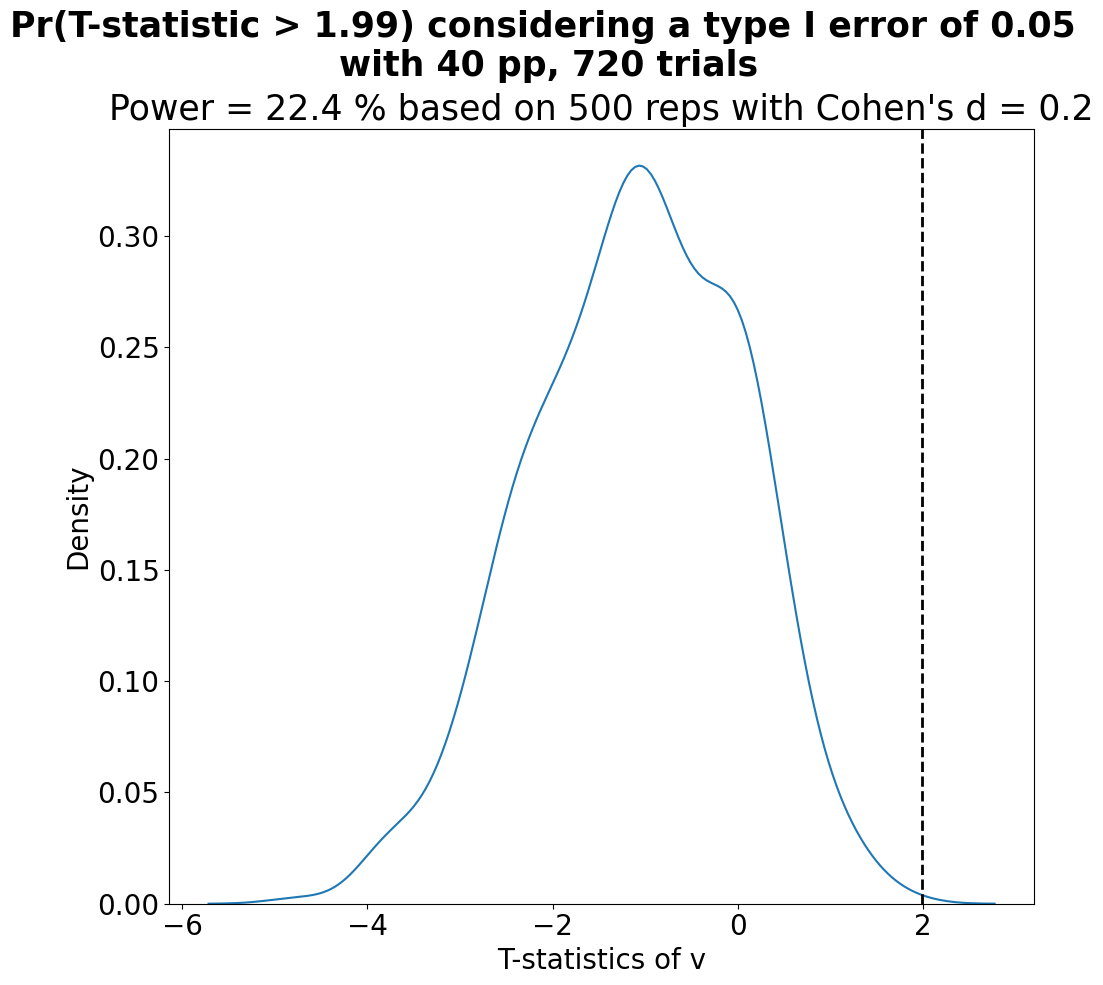 Pr(T-statistic > 1.99) considering a type I error of 0.05
with 40 pp, 720 trials
Power = 22.4 % based on 500 reps with Cohen's d = 0.2
0.30
0.25
0.20
0.15
0.10
0.05
0.00
Density
−6
−4
−2
0
2
T-statistics of v